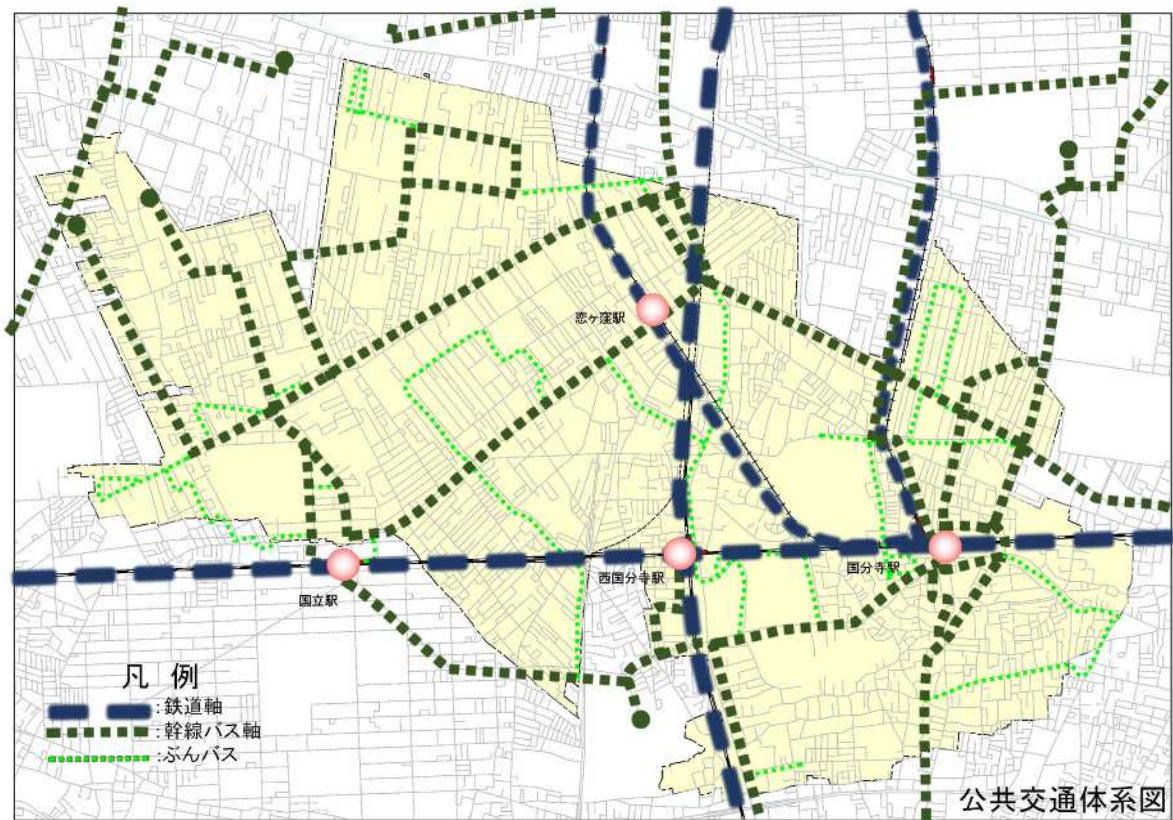 恋ヶ窪駅
西国分寺駅
国分寺駅
国立駅
凡 例
:鉄道軸
:幹線バス軸
:ぶんバス
公共交通体系図